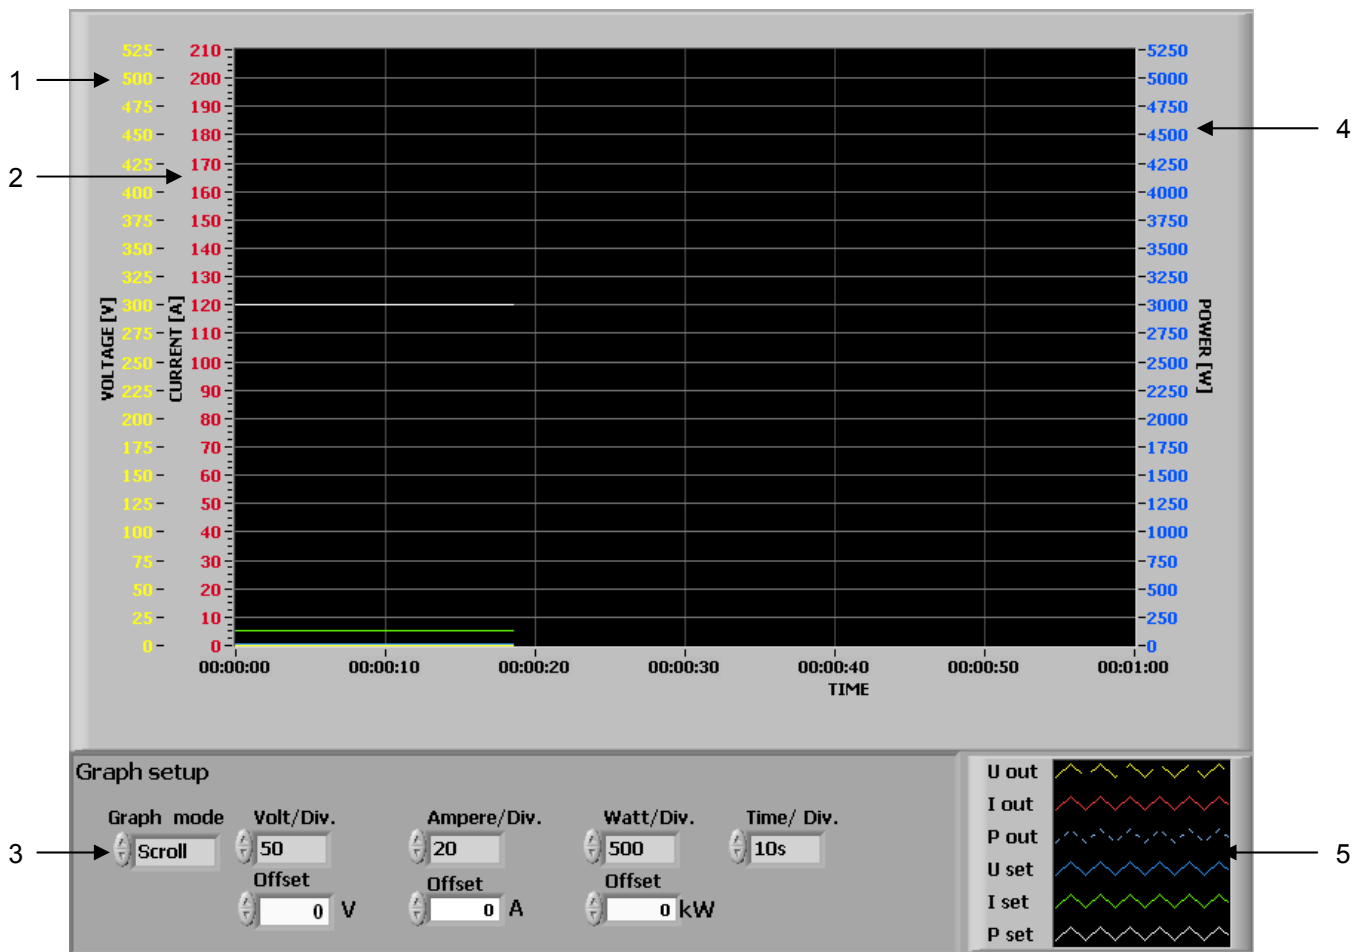 525 210 5250
1 500 200 5000
475 190 4750
450 180 4500 4
425 170 4250
2 400 160 4000
375 150 3750
350 140 3500
325 130 3250
300 120 3000
275 110 2750
250 100 2500
225 90 2250
200 80 2000
175 70 1750
150 60 1500
125 50 1250
100 40 1000
75 30 750
50 20 500
25 10 250
0 0 0
VOLTAGE [V]
CURRENT [A]
POWER [W]
00:00:00 00:00:10 00:00:20 00:00:30 00:00:40 00:00:50 00:01:00
TIME
Graph setup
Graph mode Volt/Div. Ampere/Div. Watt/Div. Time/ Div.
3 Scroll 50 20 500 10s
Offset Offset Offset
0 V 0 A 0 kW
U out
I out
P out
5
U set
I set
P set